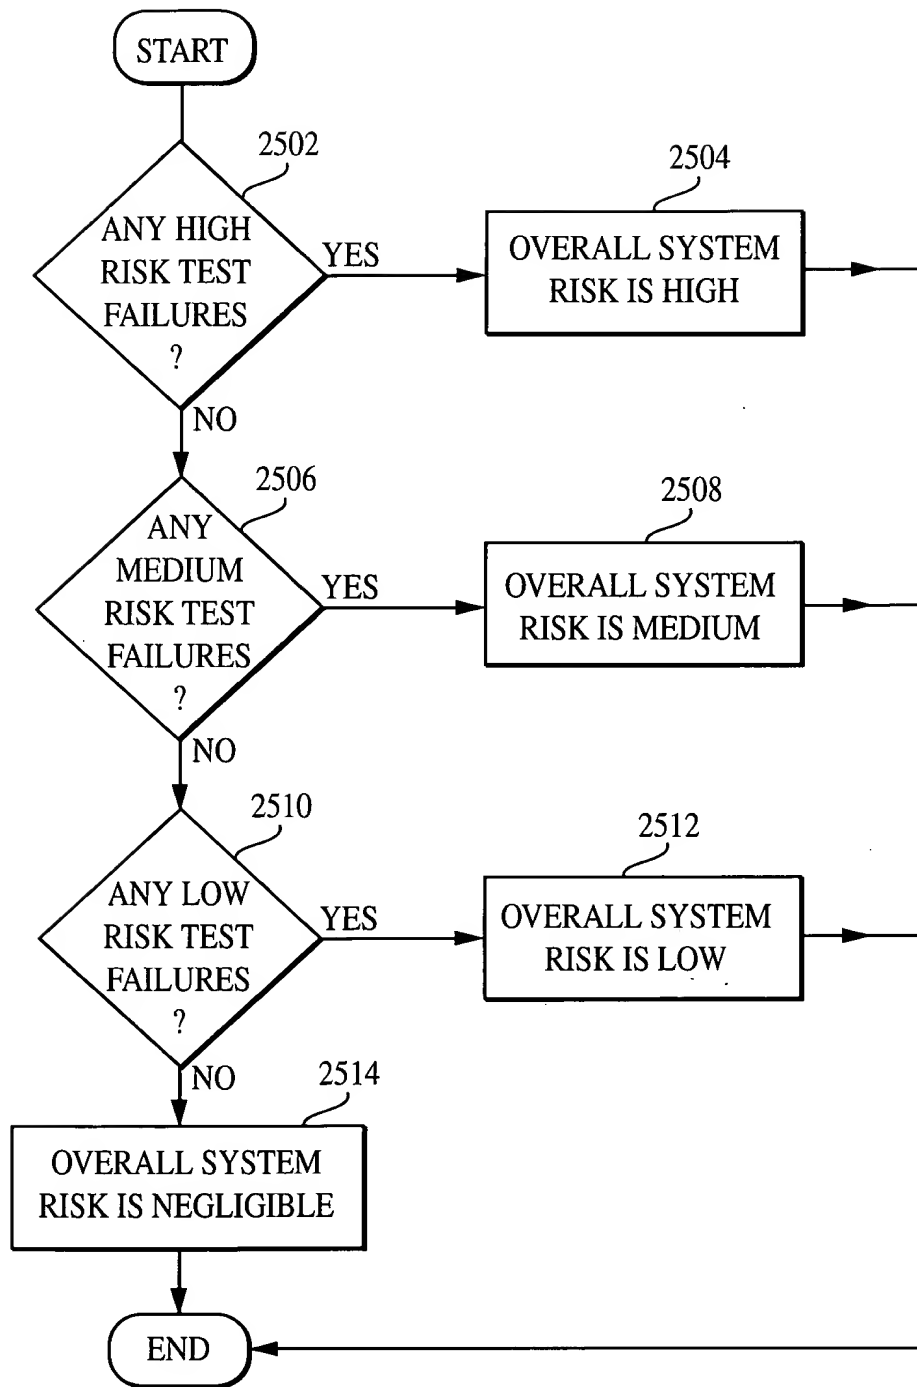 START
2502
ANY HIGH
RISK TEST
FAILURES
?
YES
2504
OVERALL SYSTEM
RISK IS HIGH
NO
2506
ANY
MEDIUM
RISK TEST
FAILURES
?
YES
2508
OVERALL SYSTEM
RISK IS MEDIUM
NO
2510
ANY LOW
RISK TEST
FAILURES
?
YES
2512
OVERALL SYSTEM
RISK IS LOW
NO
2514
OVERALL SYSTEM
RISK IS NEGLIGIBLE
END